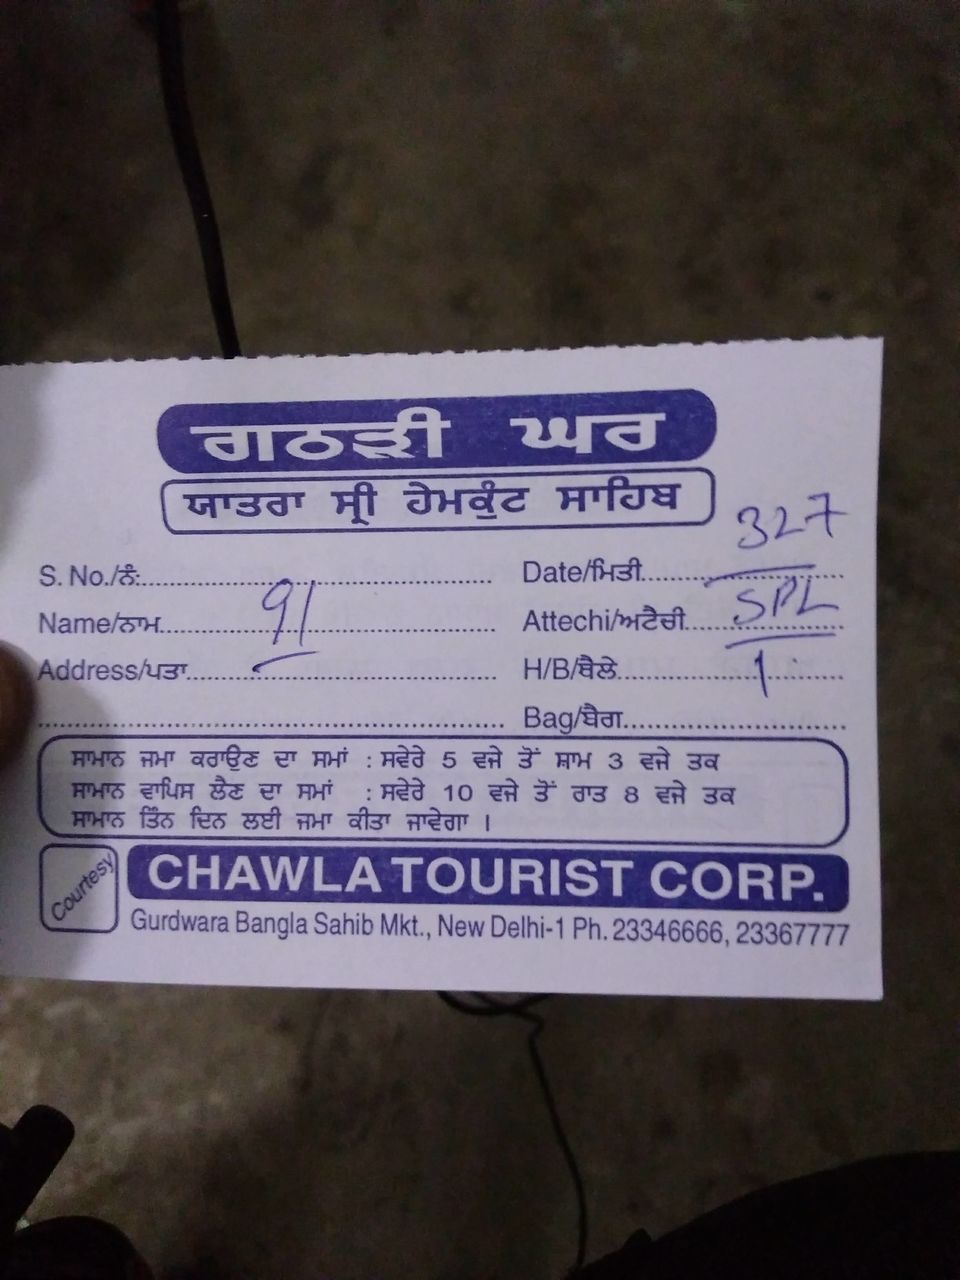 ਗਠੜੀ ਘਰ
ਯਾਤਰਾ ਸ੍ਰੀ ਹੇਮਕੁੰਟ ਸਾਹਿਬ
327
S. No./ਨੰ:
Date/ਮਿਤੀ
91
SPL
Name/ਨਾਮ
Attechi/ਅਟੈਚੀ
Address/ਪਤਾ
H/B/ਥੈਲੇ 1
Bag/ਬੈਗ
ਸਾਮਾਨ ਜਮਾ ਕਰਾਉਣ ਦਾ ਸਮਾਂ : ਸਵੇਰੇ 5 ਵਜੇ ਤੋਂ ਸ਼ਾਮ 3 ਵਜੇ ਤਕ
ਸਾਮਾਨ ਵਾਪਿਸ ਲੈਣ ਦਾ ਸਮਾਂ : ਸਵੇਰੇ 10 ਵਜੇ ਤੋਂ ਰਾਤ 8 ਵਜੇ ਤਕ
ਸਾਮਾਨ ਤਿੰਨ ਦਿਨ ਲਈ ਜਮਾ ਕੀਤਾ ਜਾਵੇਗਾ ।
Courtesy
CHAWLA TOURIST CORP.
Gurdwara Bangla Sahib Mkt., New Delhi-1 Ph. 23346666, 23367777